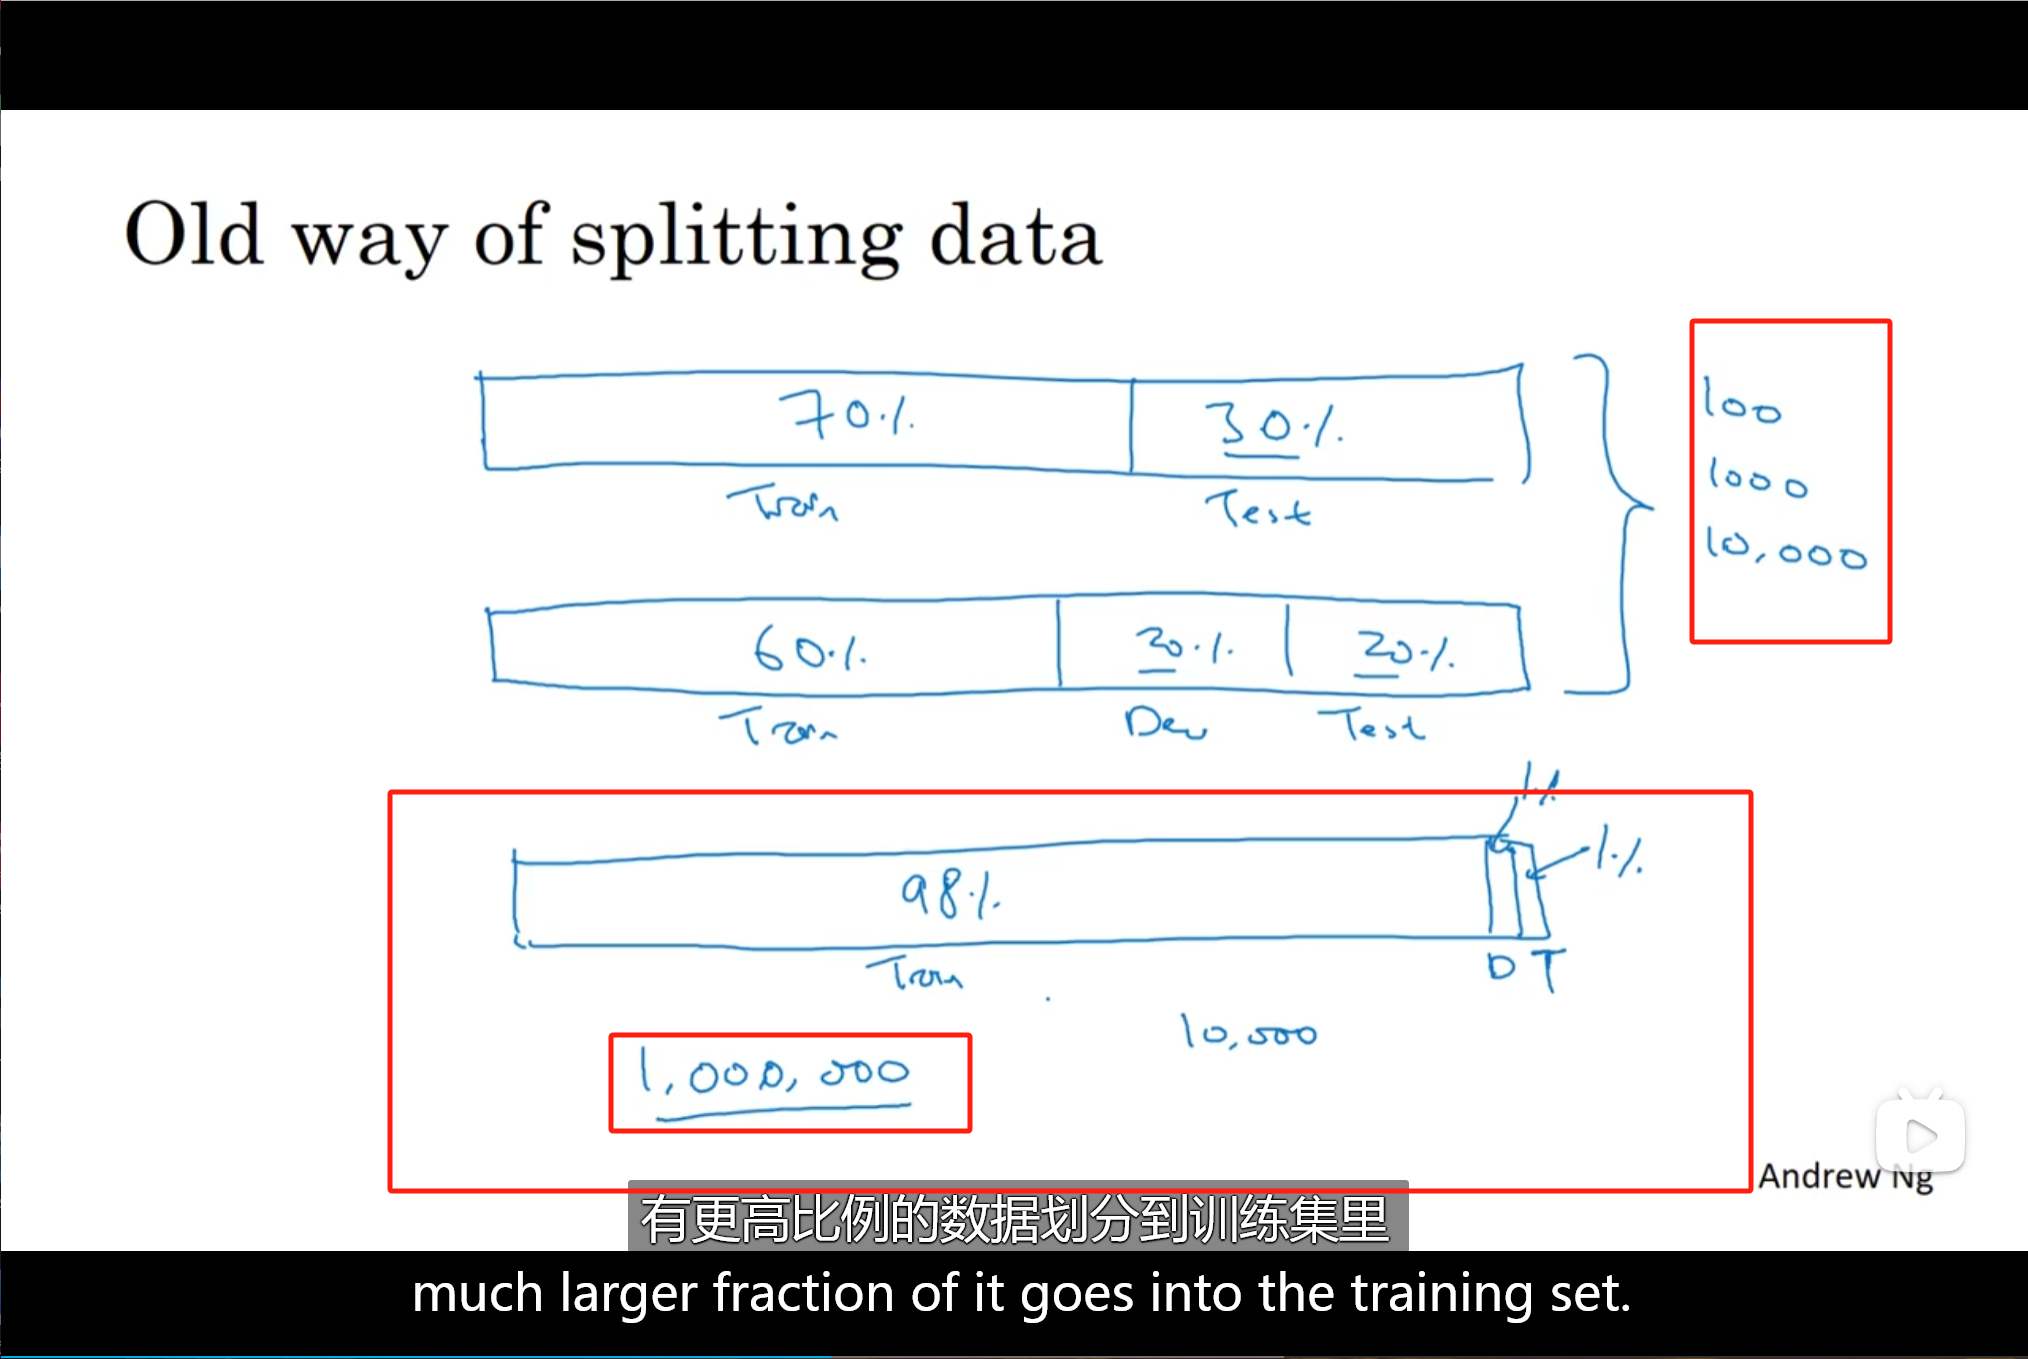 Old way of splitting data
70% 30%
Train Test
100
1000
10,000
60% 20% 20%
Train Dev Test
1%
1%
98%
Train D T
10,000
1,000,000
Andrew Ng
有更高比例的数据划分到训练集里
much larger fraction of it goes into the training set.